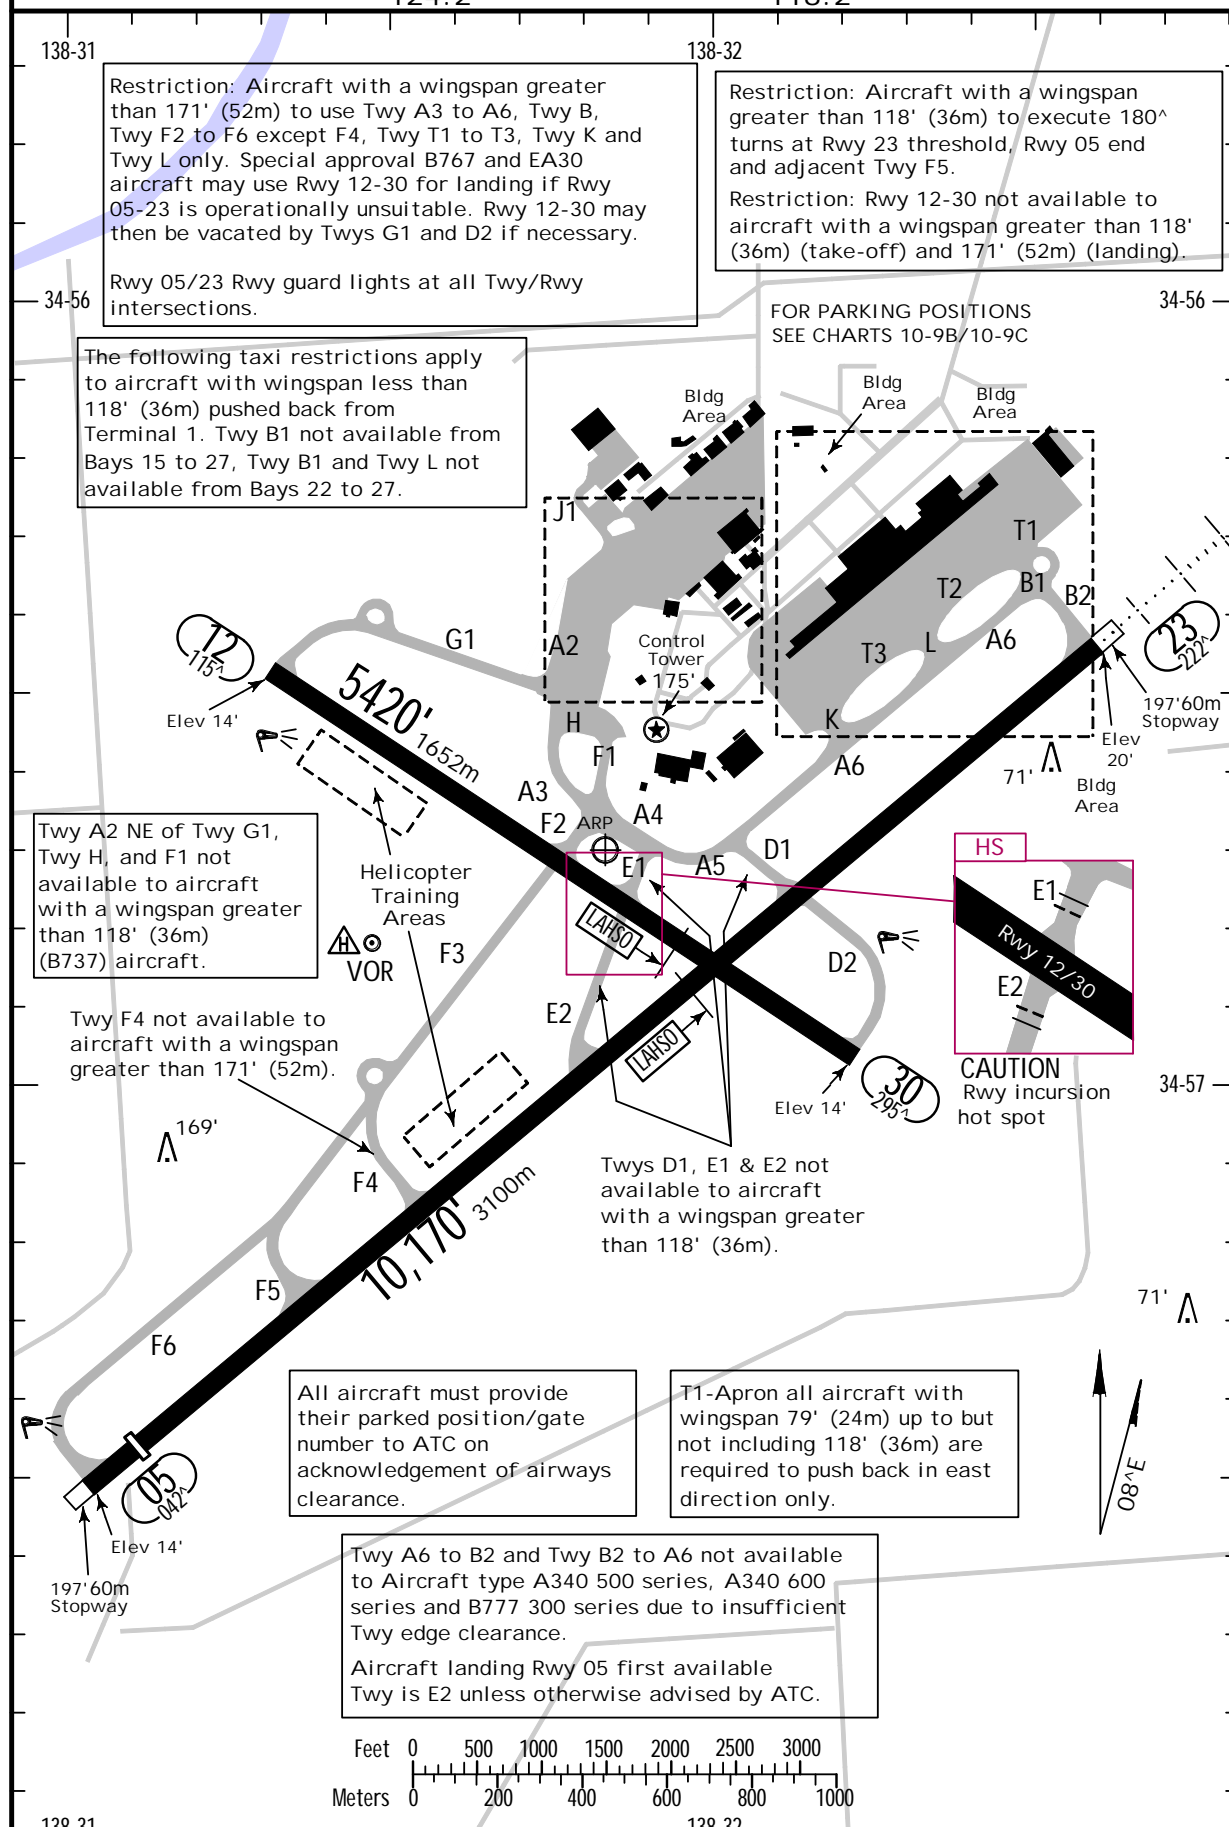 138-31
138-32
Restriction: Aircraft with a wingspan greater
than 171' (52m) to use Twy A3 to A6, Twy B,
Twy F2 to F6 except F4, Twy T1 to T3, Twy K and
Twy L only. Special approval B767 and EA30
aircraft may use Rwy 12-30 for landing if Rwy
05-23 is operationally unsuitable. Rwy 12-30 may
then be vacated by Twys G1 and D2 if necessary.
Rwy 05/23 Rwy guard lights at all Twy/Rwy
intersections.
Restriction: Aircraft with a wingspan
greater than 118' (36m) to execute 180^
turns at Rwy 23 threshold, Rwy 05 end
and adjacent Twy F5.
Restriction: Rwy 12-30 not available to
aircraft with a wingspan greater than 118'
(36m) (take-off) and 171' (52m) (landing).
34-56
34-56
FOR PARKING POSITIONS
SEE CHARTS 10-9B/10-9C
The following taxi restrictions apply
to aircraft with wingspan less than
118' (36m) pushed back from
Terminal 1. Twy B1 not available from
Bays 15 to 27, Twy B1 and Twy L not
available from Bays 22 to 27.
Bldg
Area
Bldg
Area
Bldg
Area
J1
T1
T2
B1
B2
12
115^
G1
A2
Control
Tower
175'
T3
L
A6
23
222^
Elev 14'
5420'
1652m
H
F1
K
A6
197'60m
Stopway
Elev
20'
71'
Bldg
Area
A3
F2
ARP
A4
E1
A5
D1
Twy A2 NE of Twy G1,
Twy H, and F1 not
available to aircraft
with a wingspan greater
than 118' (36m)
(B737) aircraft.
Helicopter
Training
Areas
HS
E1
Rwy 12/30
E2
H
VOR
F3
LAHSO
D2
E2
LAHSO
Twy F4 not available to
aircraft with a wingspan
greater than 171' (52m).
CAUTION
Rwy incursion
hot spot
34-57
30
295^
Elev 14'
169'
Twys D1, E1 & E2 not
available to aircraft
with a wingspan greater
than 118' (36m).
F4
10,170'
3100m
F5
71'
F6
All aircraft must provide
their parked position/gate
number to ATC on
acknowledgement of airways
clearance.
T1-Apron all aircraft with
wingspan 79' (24m) up to but
not including 118' (36m) are
required to push back in east
direction only.
08^E
05
042^
Elev 14'
197'60m
Stopway
Twy A6 to B2 and Twy B2 to A6 not available
to Aircraft type A340 500 series, A340 600
series and B777 300 series due to insufficient
Twy edge clearance.
Aircraft landing Rwy 05 first available
Twy is E2 unless otherwise advised by ATC.
Feet 0 500 1000 1500 2000 2500 3000
Meters 0 200 400 600 800 1000
138-31
138-32